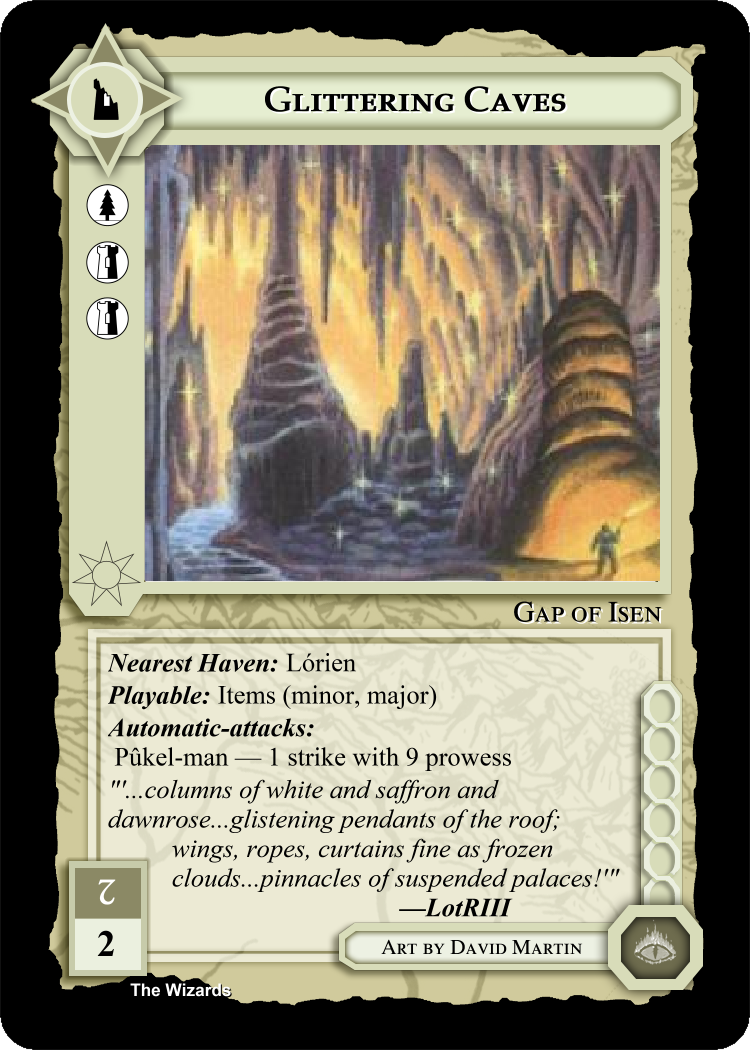 Glittering Caves
Gap of Isen
Nearest Haven: Lórien
Playable: Items (minor, major)
Automatic-attacks:
Pûkel-man — 1 strike with 9 prowess
"'...columns of white and saffron and
dawnrose...glistening pendants of the roof;
wings, ropes, curtains fine as frozen
clouds...pinnacles of suspended palaces!'"
—LotRIII
2
2
Art by David Martin
The Wizards